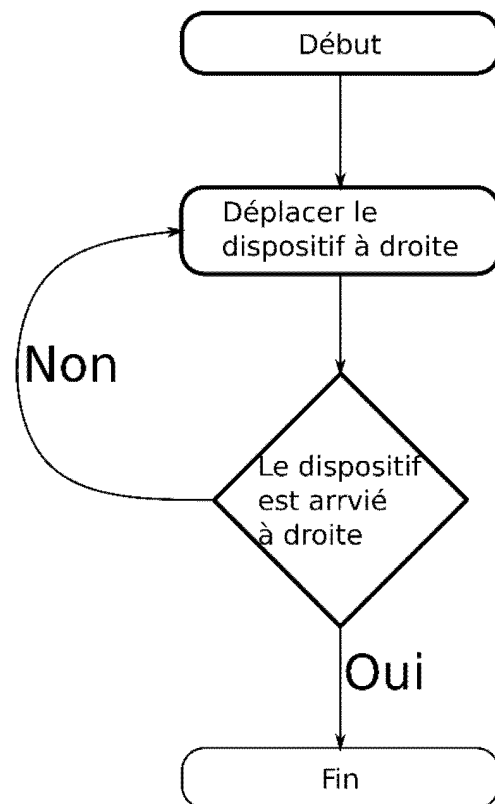 Début
Déplacer le
dispositif à droite
Non
Le dispositif
est arrvié
à droite
Oui
Fin